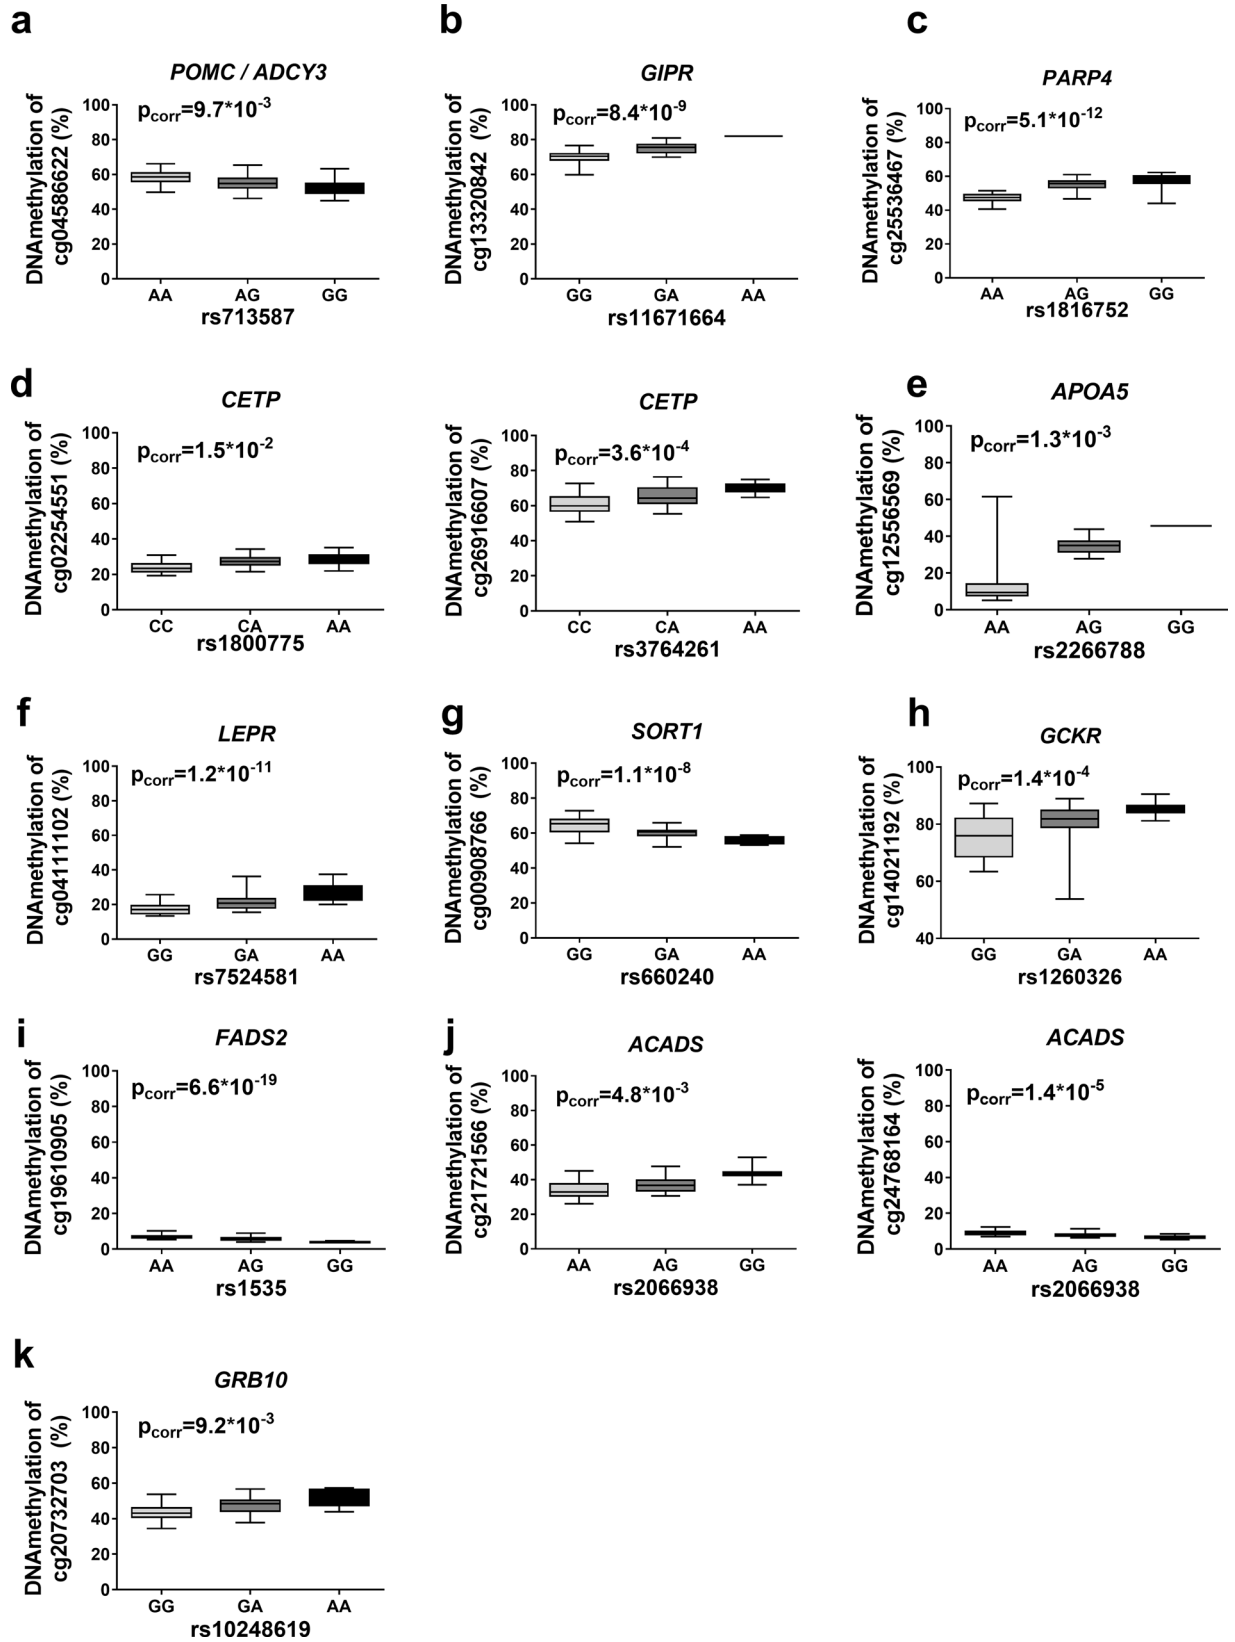 a
POMC / ADCY3
pcorr=9.7*10-3
DNAmethylation of
cg04586622 (%)
100
80
60
40
20
0
AA AG GG
rs713587
b
GIPR
pcorr=8.4*10-9
DNAmethylation of
cg13320842 (%)
100
80
60
40
20
0
GG GA AA
rs11671664
c
PARP4
pcorr=5.1*10-12
DNAmethylation of
cg25536467 (%)
100
80
60
40
20
0
AA AG GG
rs1816752
d
CETP
pcorr=1.5*10-2
DNAmethylation of
cg02254551 (%)
100
80
60
40
20
0
CC CA AA
rs1800775
CETP
pcorr=3.6*10-4
DNAmethylation of
cg26916607 (%)
100
80
60
40
20
0
CC CA AA
rs3764261
e
APOA5
pcorr=1.3*10-3
DNAmethylation of
cg12556569 (%)
100
80
60
40
20
0
AA AG GG
rs2266788
f
LEPR
pcorr=1.2*10-11
DNAmethylation of
cg04111102 (%)
100
80
60
40
20
0
GG GA AA
rs7524581
g
SORT1
pcorr=1.1*10-8
DNAmethylation of
cg00908766 (%)
100
80
60
40
20
0
GG GA AA
rs660240
h
GCKR
pcorr=1.4*10-4
DNAmethylation of
cg14021192 (%)
100
80
60
40
GG GA AA
rs1260326
i
FADS2
pcorr=6.6*10-19
DNAmethylation of
cg19610905 (%)
100
80
60
40
20
0
AA AG GG
rs1535
j
ACADS
pcorr=4.8*10-3
DNAmethylation of
cg21721566 (%)
100
80
60
40
20
0
AA AG GG
rs2066938
ACADS
pcorr=1.4*10-5
DNAmethylation of
cg24768164 (%)
100
80
60
40
20
0
AA AG GG
rs2066938
k
GRB10
pcorr=9.2*10-3
DNAmethylation of
cg20732703 (%)
100
80
60
40
20
0
GG GA AA
rs10248619